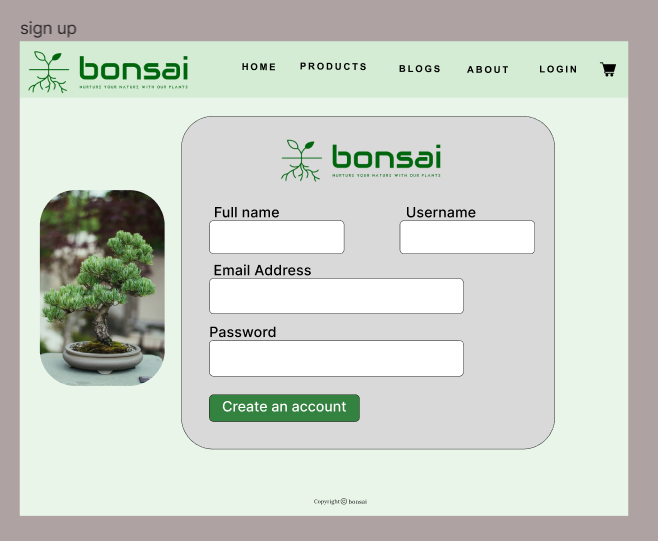 sign up
bonsai
NURTURE YOUR NATURE WITH OUR PLANTS
HOME PRODUCTS BLOGS ABOUT LOGIN
bonsai
NURTURE YOUR NATURE WITH OUR PLANTS
Full name Username
Email Address
Password
Create an account
Copyright© bonsai